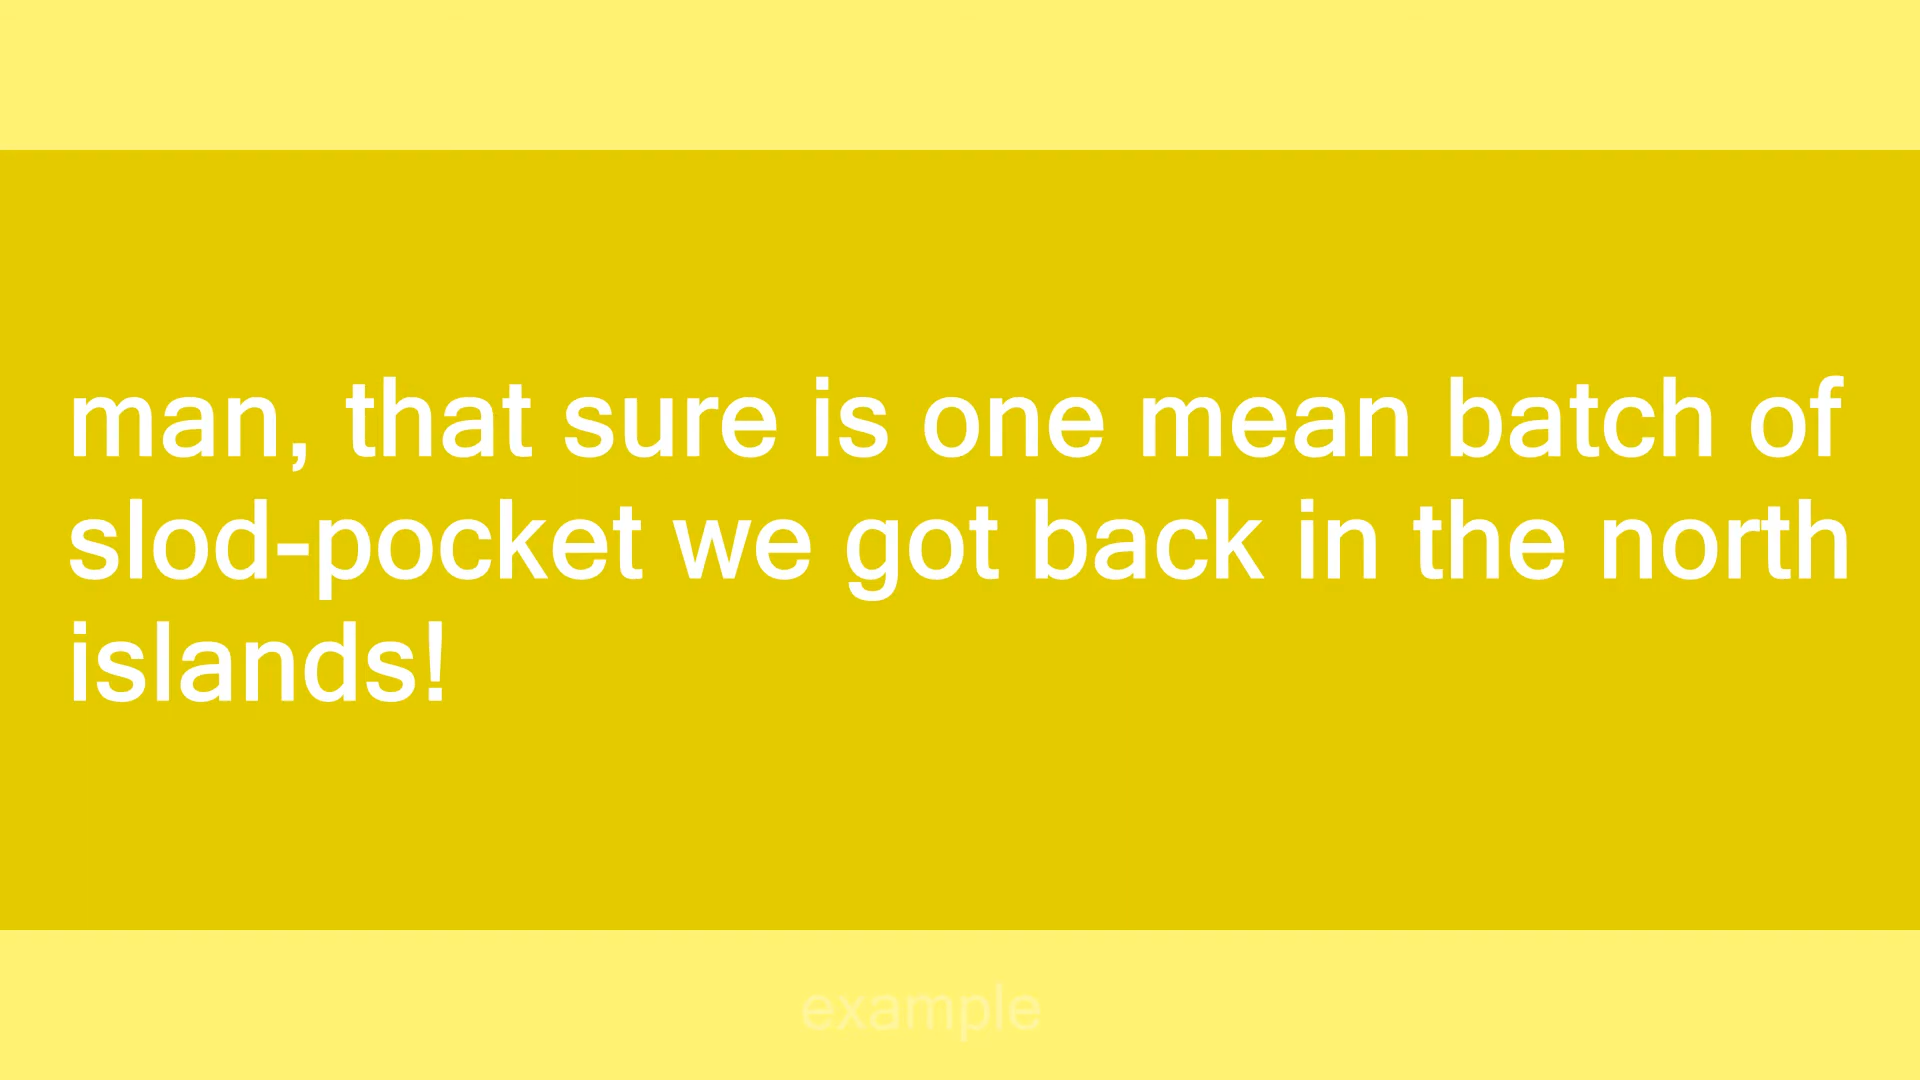 man, that sure is one mean batch of
slod-pocket we got back in the north
islands!
example